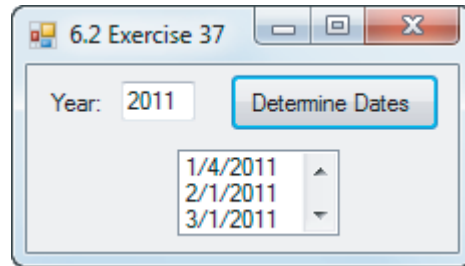 6.2 Exercise 37
Year: 2011 Determine Dates
1/4/2011
2/1/2011
3/1/2011